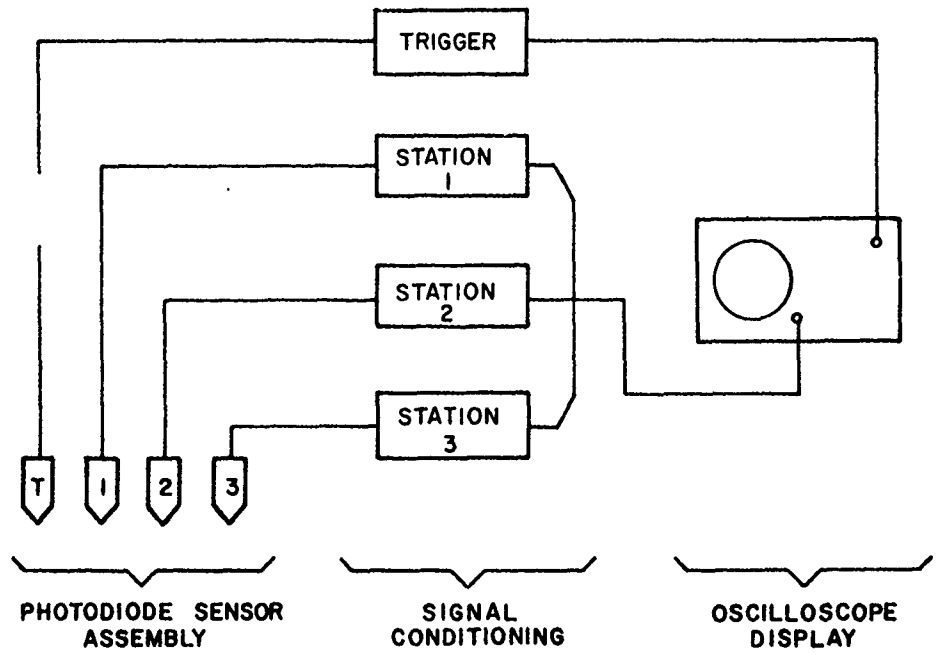 TRIGGER
STATION
1
STATION
2
STATION
3
T 1 2 3
PHOTODIODE SENSOR
ASSEMBLY
SIGNAL
CONDITIONING
OSCILLOSCOPE
DISPLAY